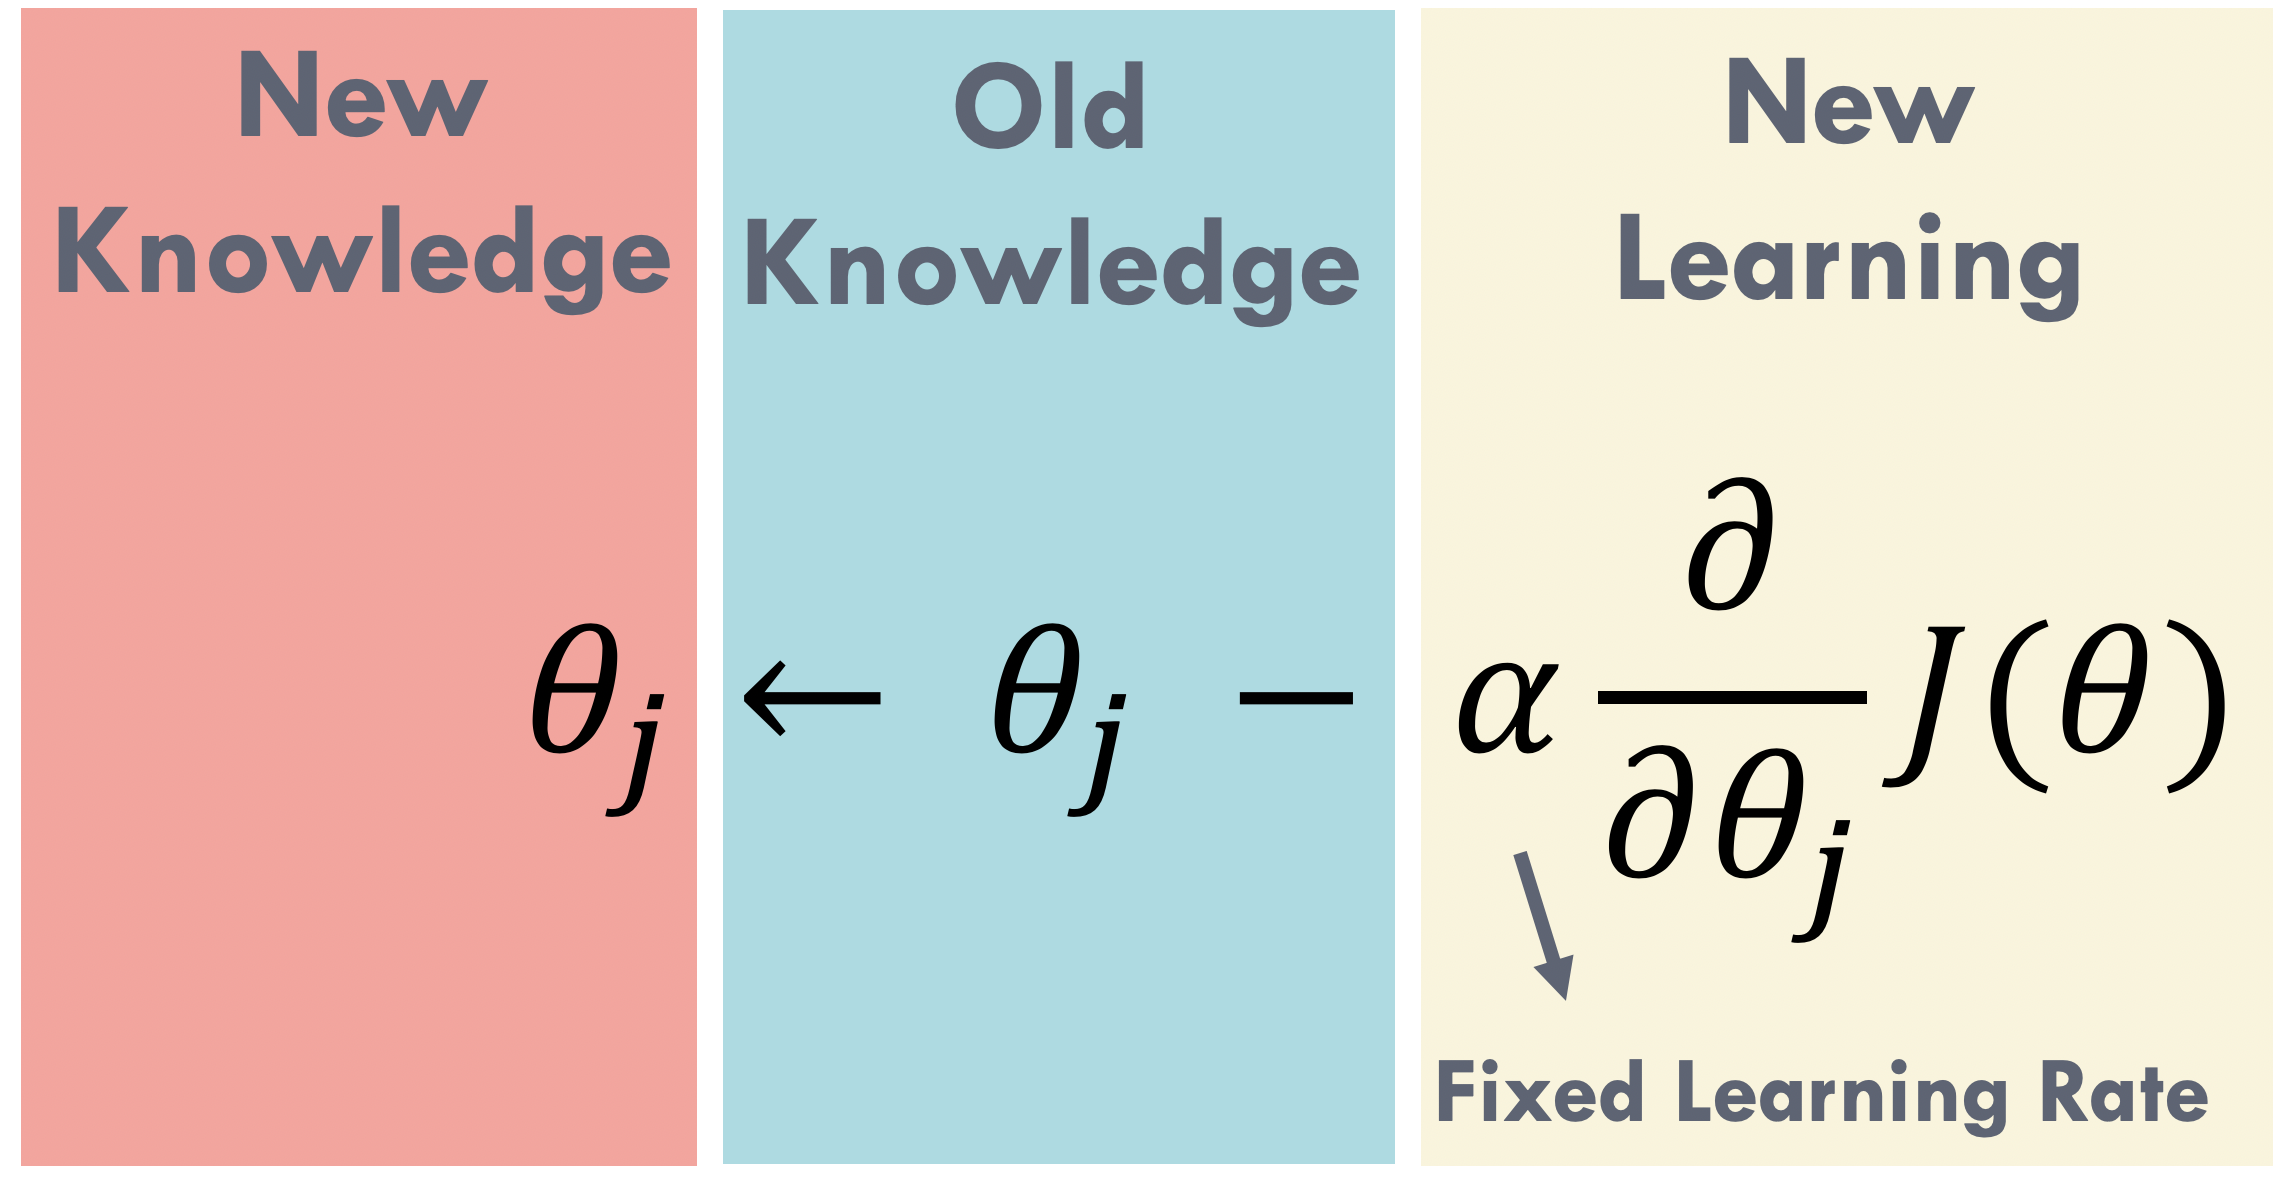 New
Knowledge
Old
Knowledge
New
Learning
θⱼ ← θⱼ − α ∂/∂θⱼ J(θ)
Fixed Learning Rate